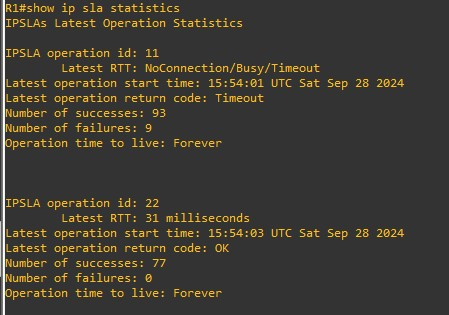 R1#show ip sla statistics
IPSLAs Latest Operation Statistics
IPSLA operation id: 11
Latest RTT: NoConnection/Busy/Timeout
Latest operation start time: 15:54:01 UTC Sat Sep 28 2024
Latest operation return code: Timeout
Number of successes: 93
Number of failures: 9
Operation time to live: Forever
IPSLA operation id: 22
Latest RTT: 31 milliseconds
Latest operation start time: 15:54:03 UTC Sat Sep 28 2024
Latest operation return code: OK
Number of successes: 77
Number of failures: 0
Operation time to live: Forever